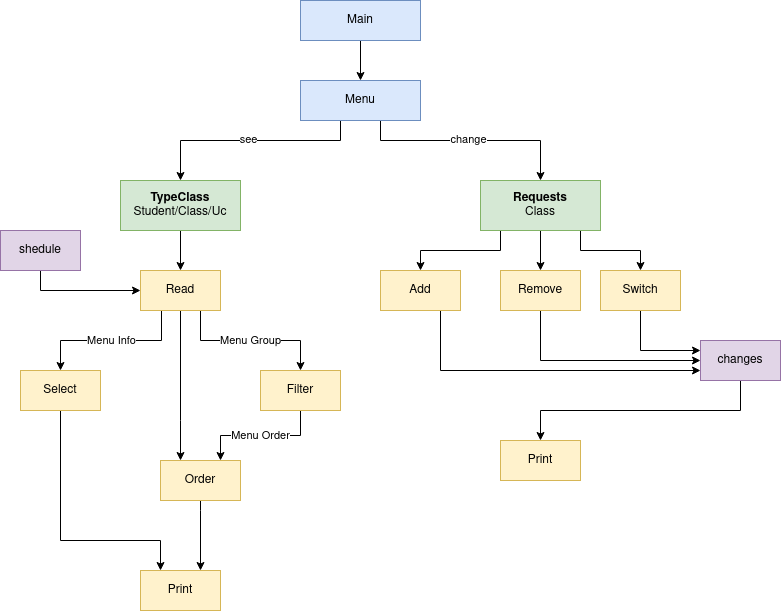 Main
Menu
see
change
TypeClass
Student/Class/Uc
Requests
Class
shedule
Read
Add
Remove
Switch
Menu Info
Menu Group
changes
Select
Filter
Menu Order
Print
Order
Print